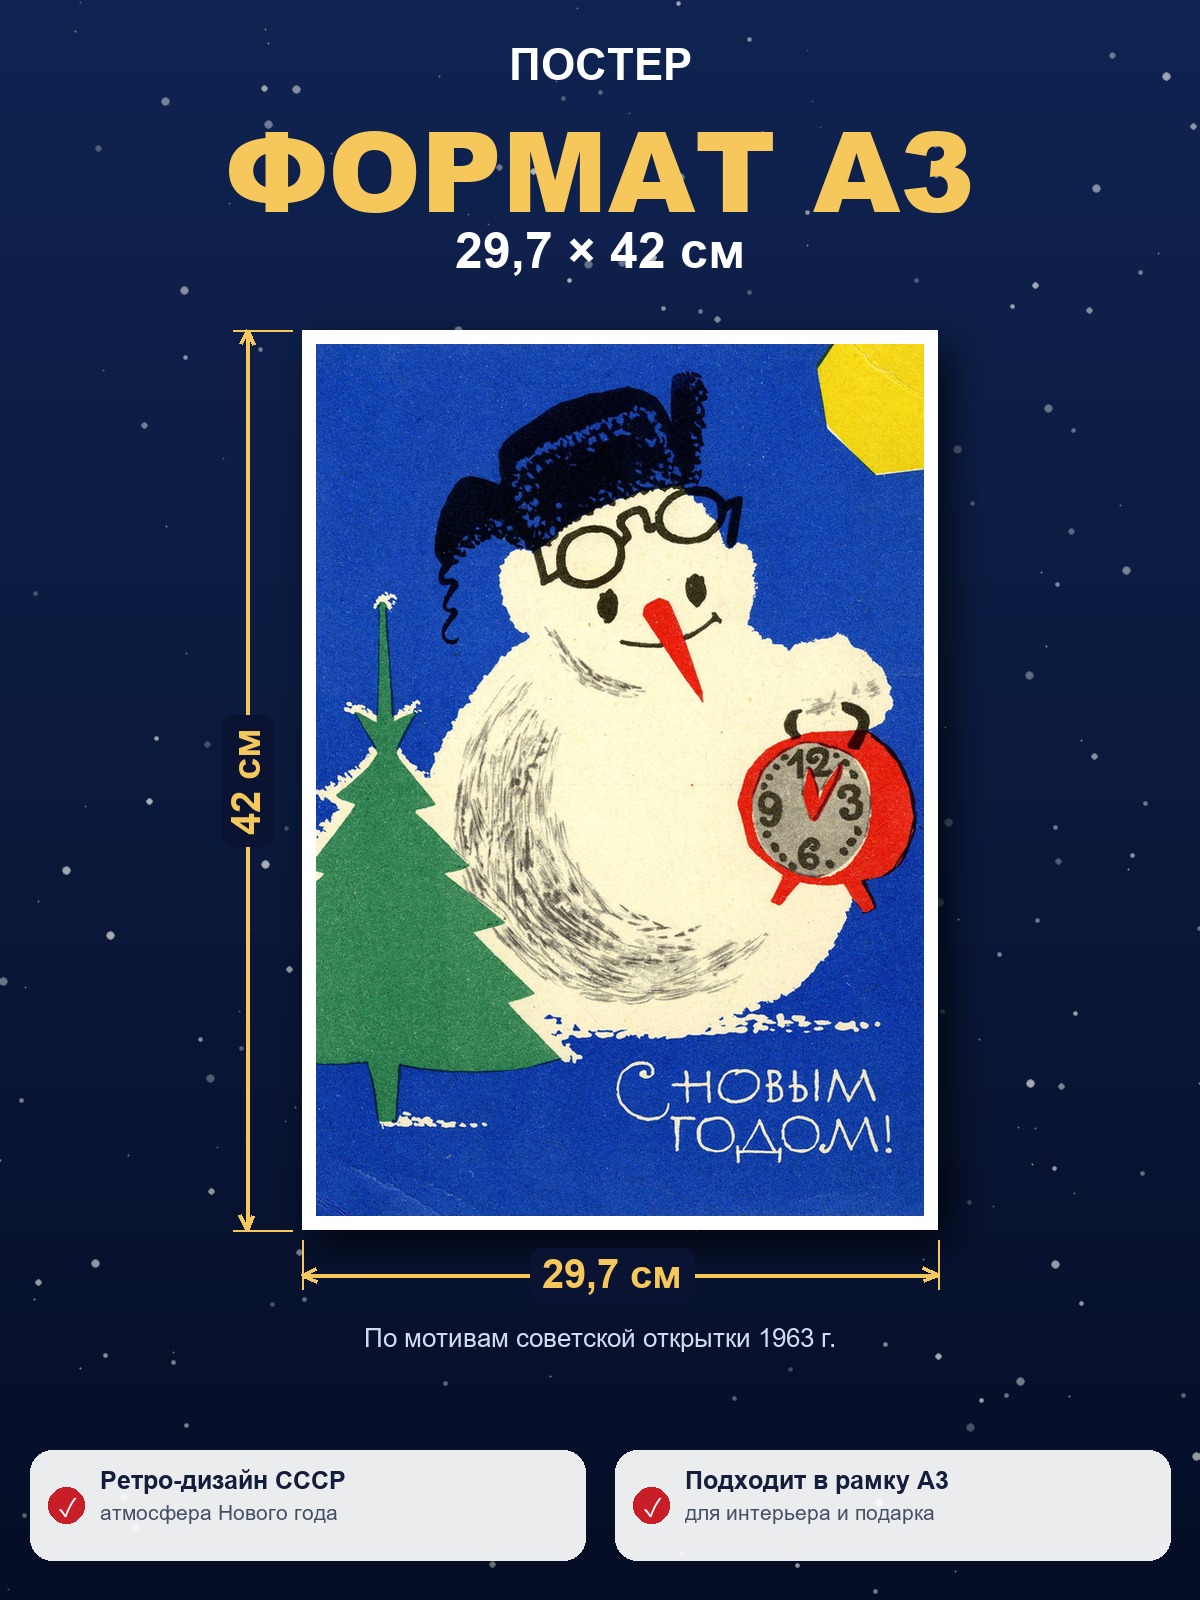 ПОСТЕР
ФОРМАТ А3
29,7 × 42 см
42 см
12
9
3
6
С НОВЫМ
ГОДОМ!
29,7 см
По мотивам советской открытки 1963 г.
Ретро-дизайн СССР
атмосфера Нового года
Подходит в рамку А3
для интерьера и подарка